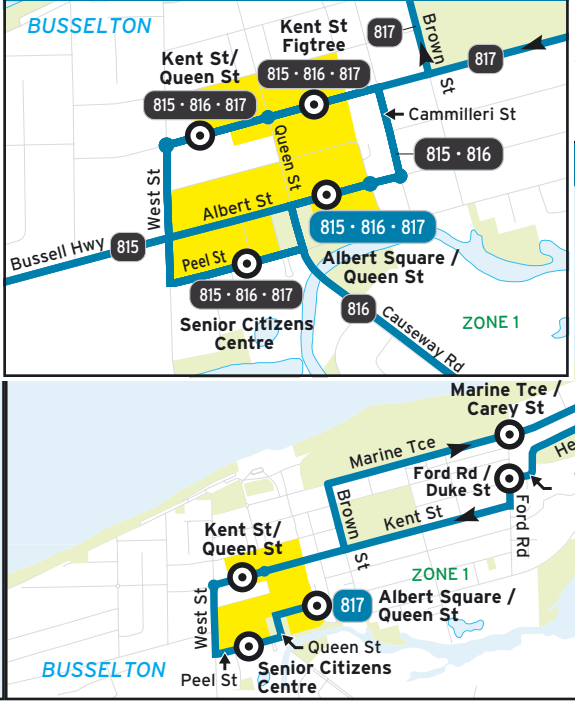 BUSSELTON
Kent St
Figtree
817
Brown
St
817
Kent St/
Queen St
815 · 816 · 817
815 · 816 · 817
Cammilleri St
Queen St
815 · 816
West St
Albert St
815 · 816 · 817
Bussell Hwy
815
Peel St
Albert Square /
Queen St
815 · 816 · 817
816
Causeway Rd
ZONE 1
Senior Citizens
Centre
Marine Tce /
Carey St
Marine Tce
He
Ford Rd /
Duke St
Brown
St
Kent St
Ford Rd
Kent St/
Queen St
ZONE 1
West St
817
Albert Square /
Queen St
Queen St
BUSSELTON
Peel St
Senior Citizens
Centre